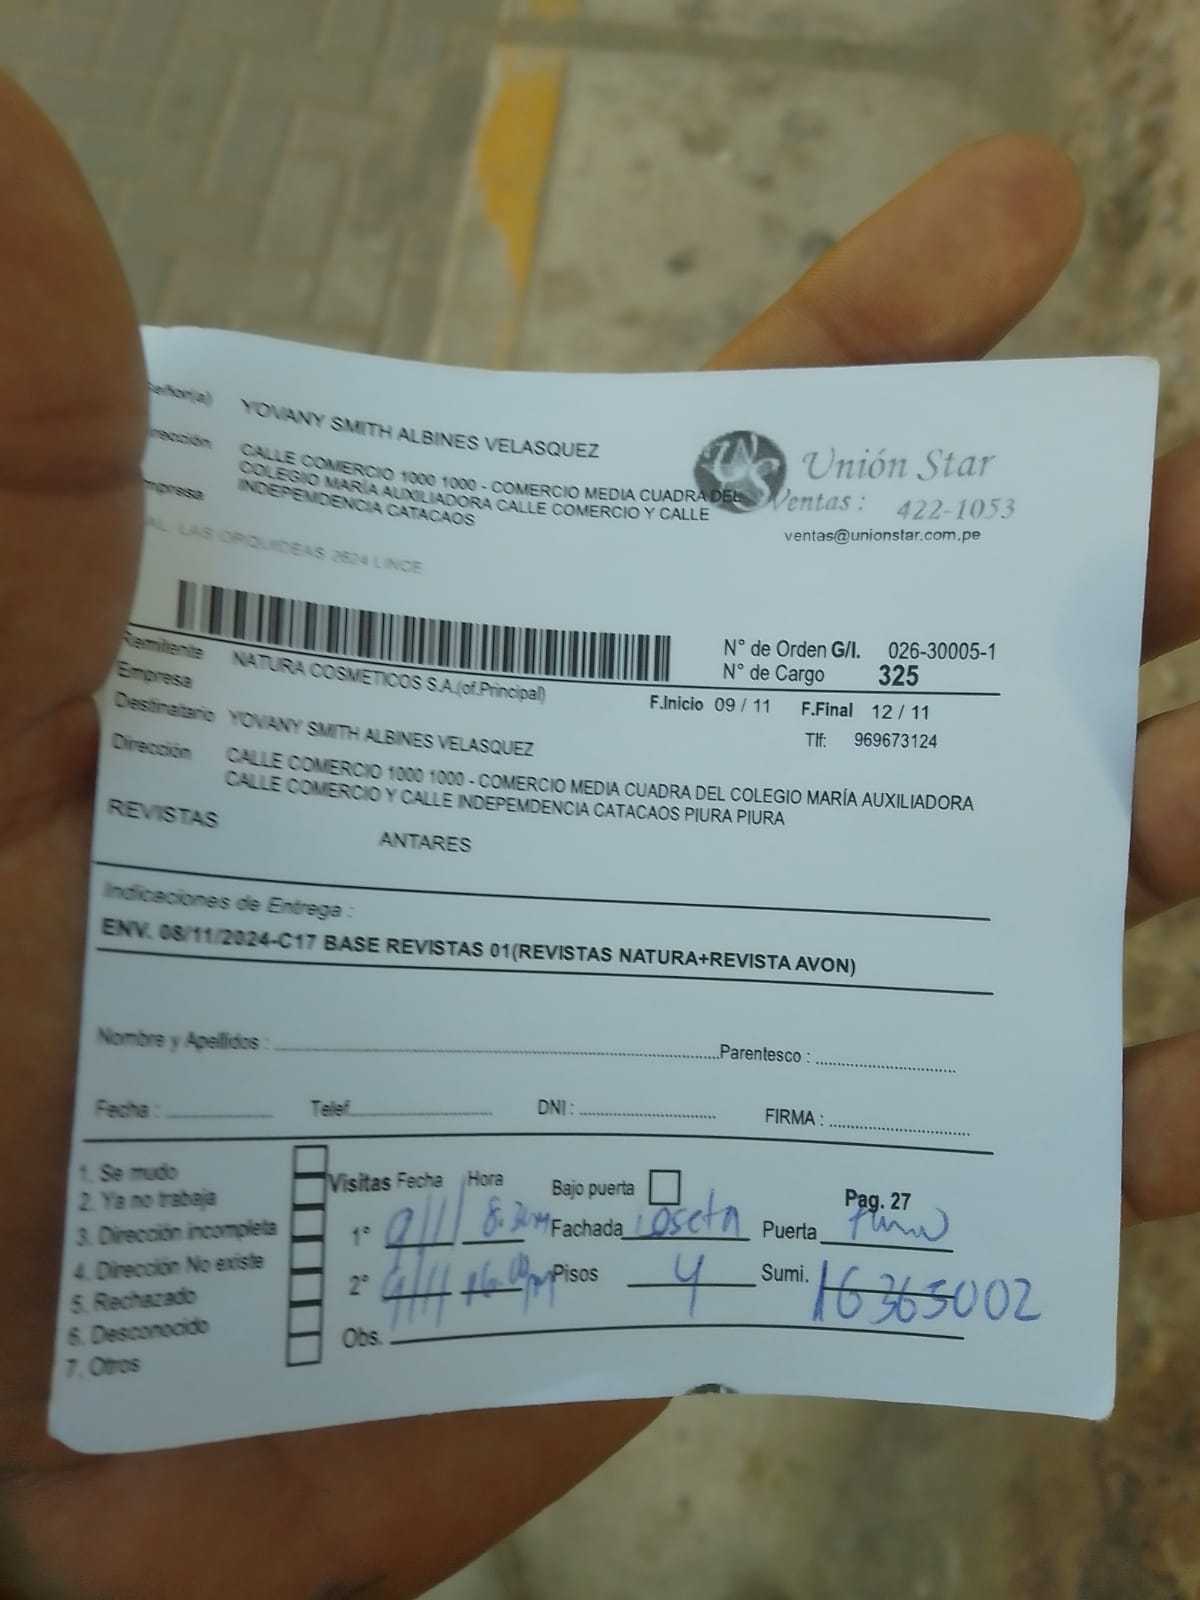 eñor(a) YOVANY SMITH ALBINES VELASQUEZ
rección CALLE COMERCIO 1000 1000 - COMERCIO MEDIA CUADRA DEL
COLEGIO MARÍA AUXILIADORA CALLE COMERCIO Y CALLE
mpresa INDEPEMDENCIA CATACAOS
AL. LAS ORQUIDEAS 2624 LINCE
Unión Star
Ventas : 422-1053
ventas@unionstar.com.pe
N° de Orden G/I. 026-30005-1
N° de Cargo 325
Remitente NATURA COSMETICOS S.A.(of.Principal)
Empresa
F.Inicio 09 / 11 F.Final 12 / 11
Destinatario YOVANY SMITH ALBINES VELASQUEZ
Tlf: 969673124
Dirección CALLE COMERCIO 1000 1000 - COMERCIO MEDIA CUADRA DEL COLEGIO MARÍA AUXILIADORA
CALLE COMERCIO Y CALLE INDEPEMDENCIA CATACAOS PIURA PIURA
REVISTAS ANTARES
Indicaciones de Entrega :
ENV. 08/11/2024-C17 BASE REVISTAS 01(REVISTAS NATURA+REVISTA AVON)
Nombre y Apellidos : Parentesco :
Fecha : Telef. DNI : FIRMA :
1. Se mudo
2. Ya no trabaja
3. Dirección incompleta
4. Dirección No existe
5. Rechazado
6. Desconocido
7. Otros
Visitas Fecha Hora Bajo puerta Pag. 27
1° 9/11 Fachada Loseta Puerta
2° 9/11 Pisos 4 Sumi. 16365002
Obs.